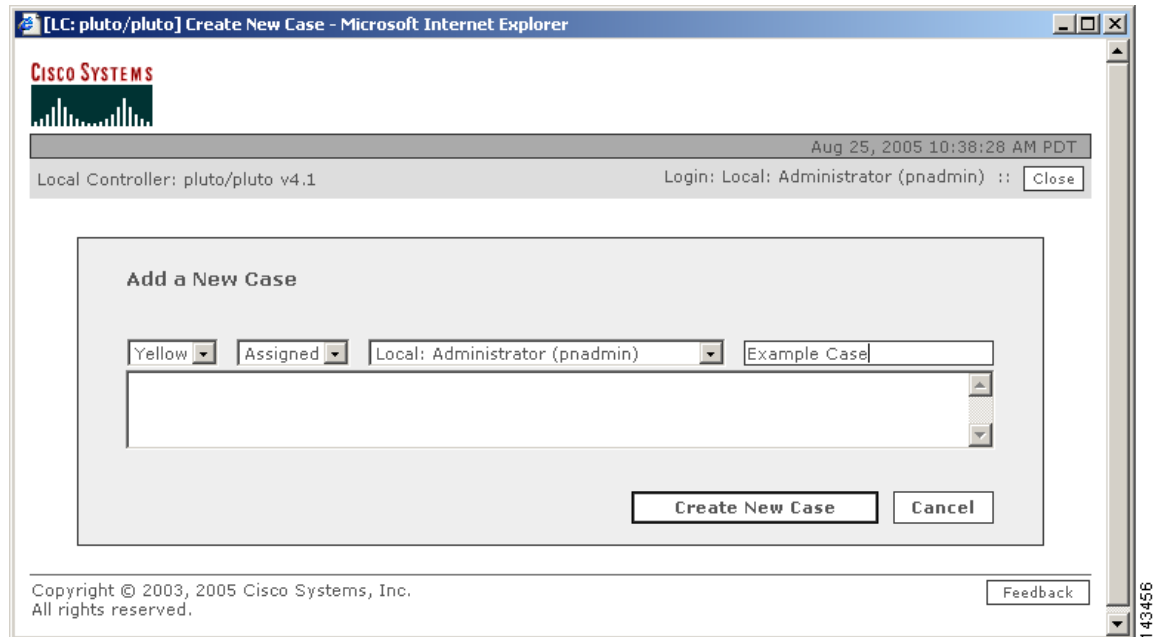 [LC: pluto/pluto] Create New Case - Microsoft Internet Explorer
CISCO SYSTEMS
Aug 25, 2005 10:38:28 AM PDT
Local Controller: pluto/pluto v4.1 Login: Local: Administrator (pnadmin) :: Close
Add a New Case
Yellow Assigned Local: Administrator (pnadmin) Example Case
Create New Case Cancel
Copyright © 2003, 2005 Cisco Systems, Inc. Feedback
All rights reserved.
143456